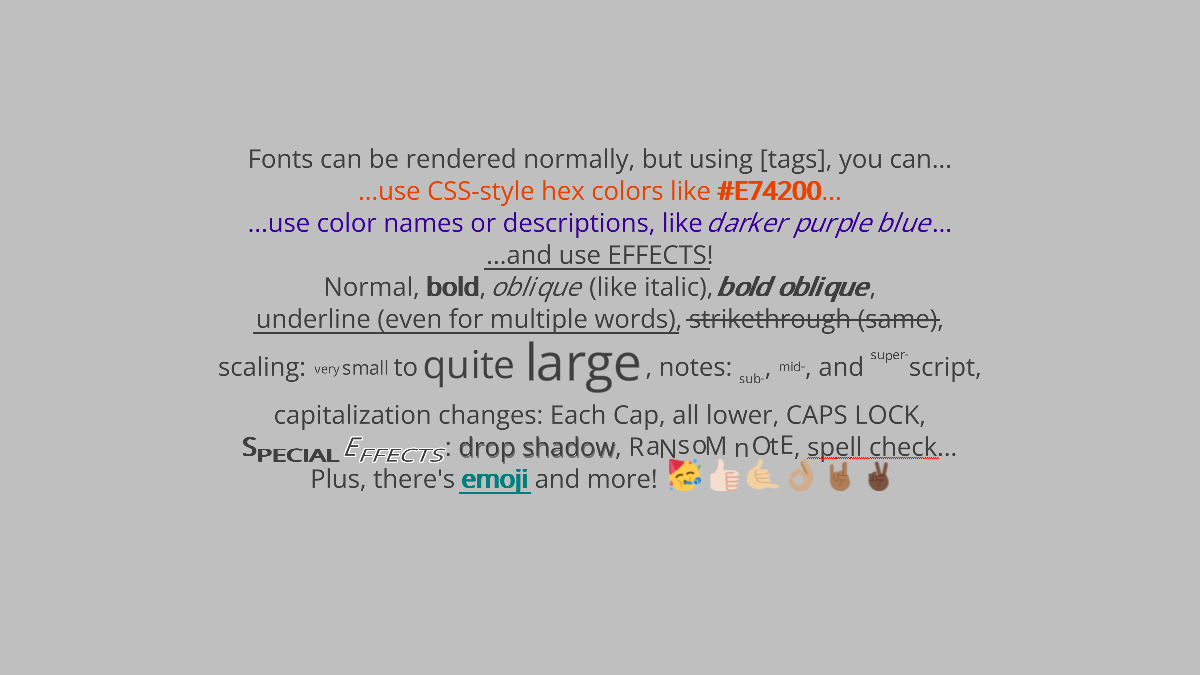 Fonts can be rendered normally, but using [tags], you can...
...use CSS-style hex colors like #E74200...
...use color names or descriptions, like darker purple blue...
...and use EFFECTS!
Normal, bold, oblique (like italic), bold oblique,
underline (even for multiple words), strikethrough (same),
scaling: very small to quite large, notes: sub-, mid-, and super-script,
capitalization changes: Each Cap, all lower, CAPS LOCK,
SPECIAL EFFECTS: drop shadow, RaNsoM nOtE, spell check...
Plus, there's emoji and more! 🥳👍🏻🤙🏼👌🏽🤘🏾✌🏿